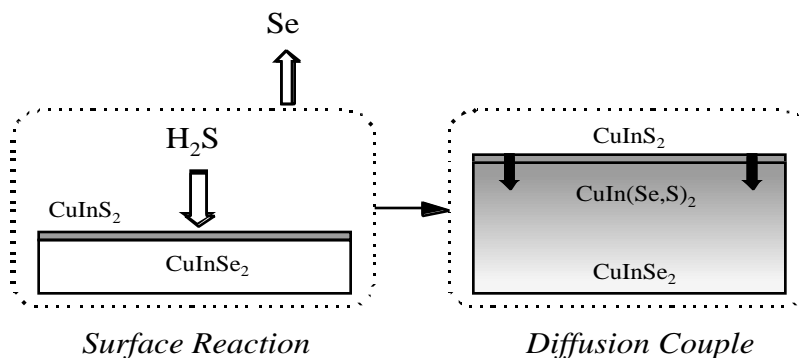 Se
H₂S
CuInS₂
CuInSe₂
Surface Reaction
CuInS₂
CuIn(Se,S)₂
CuInSe₂
Diffusion Couple